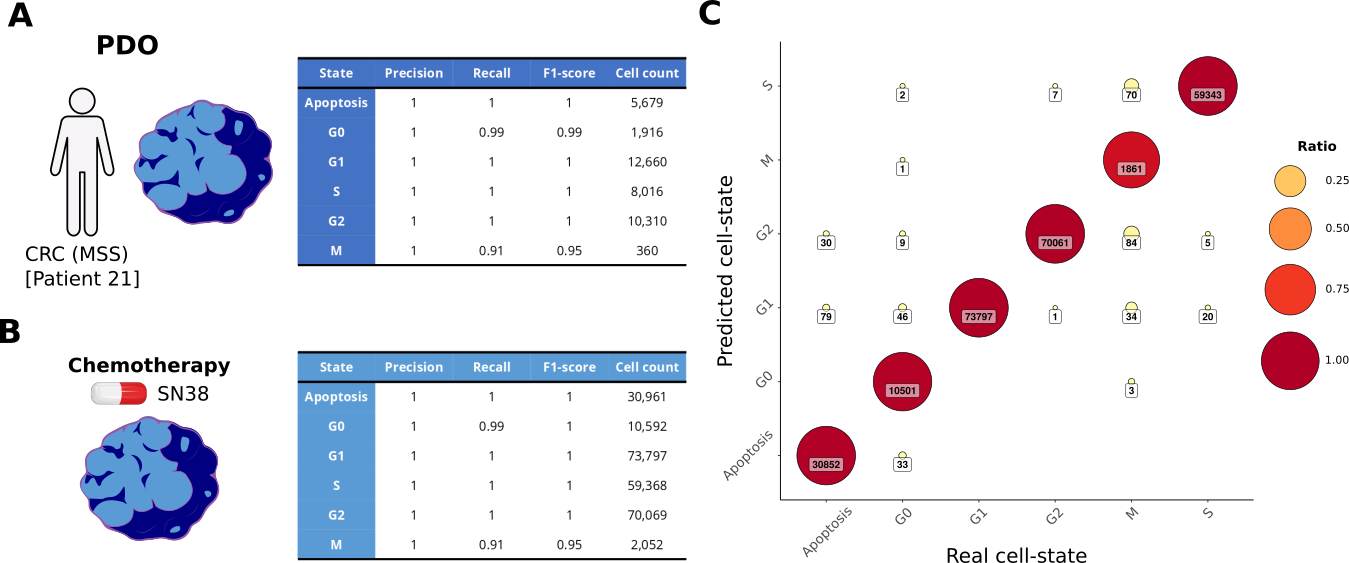 A
PDO
CRC (MSS)
[Patient 21]
State Precision Recall F1-score Cell count
Apoptosis 1 1 1 5,679
G0 1 0.99 0.99 1,916
G1 1 1 1 12,660
S 1 1 1 8,016
G2 1 1 1 10,310
M 1 0.91 0.95 360
B
Chemotherapy
SN38
State Precision Recall F1-score Cell count
Apoptosis 1 1 1 30,961
G0 1 0.99 1 10,592
G1 1 1 1 73,797
S 1 1 1 59,368
G2 1 1 1 70,069
M 1 0.91 0.95 2,052
C
Predicted cell-state
S 2 7 70 59343
M 1 1861
G2 30 9 70061 84 5
G1 79 46 73797 1 34 20
G0 10501 3
Apoptosis 30852 33
Apoptosis G0 G1 G2 M S
Real cell-state
Ratio
0.25
0.50
0.75
1.00